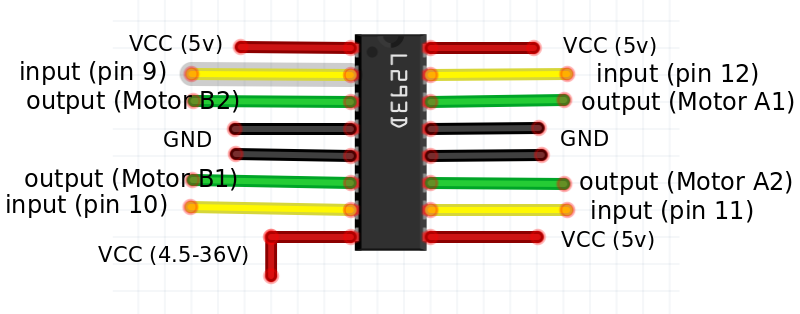 VCC (5v)
input (pin 9)
output (Motor B2)
GND
output (Motor B1)
input (pin 10)
VCC (4.5-36V)
L293D
VCC (5v)
input (pin 12)
output (Motor A1)
GND
output (Motor A2)
input (pin 11)
VCC (5v)